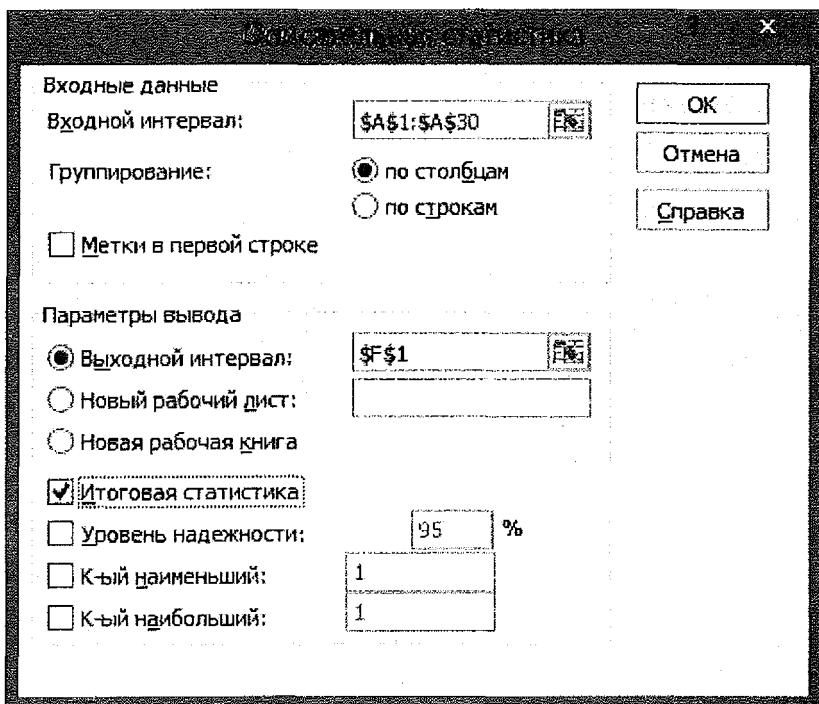 Описательная статистика ? ×
Входные данные
Входной интервал: $A$1:$A$30
Группирование: по столбцам
по строкам
Метки в первой строке
OK
Отмена
Справка
Параметры вывода
Выходной интервал: $F$1
Новый рабочий лист:
Новая рабочая книга
Итоговая статистика
Уровень надежности: 95 %
К-ый наименьший: 1
К-ый наибольший: 1